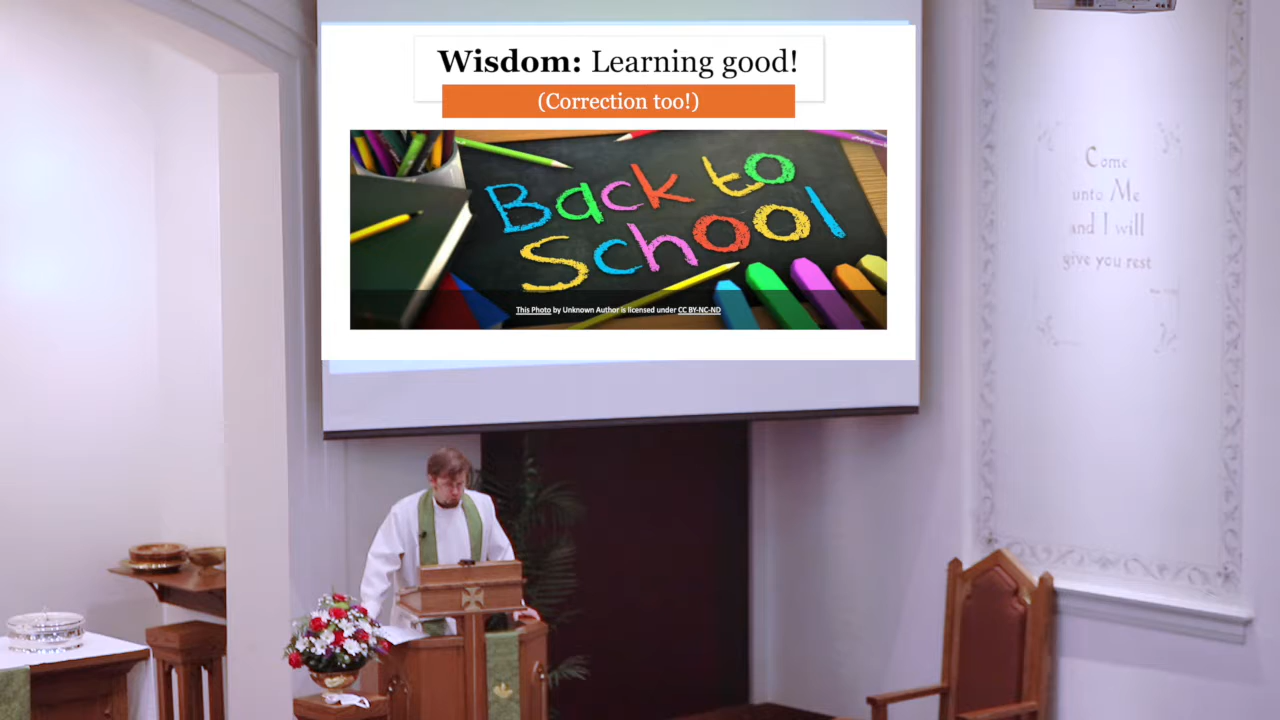 Wisdom: Learning good!
(Correction too!)
Back to
School
This Photo by Unknown Author is licensed under CC BY-NC-ND
Come
unto Me
and I will
give you rest